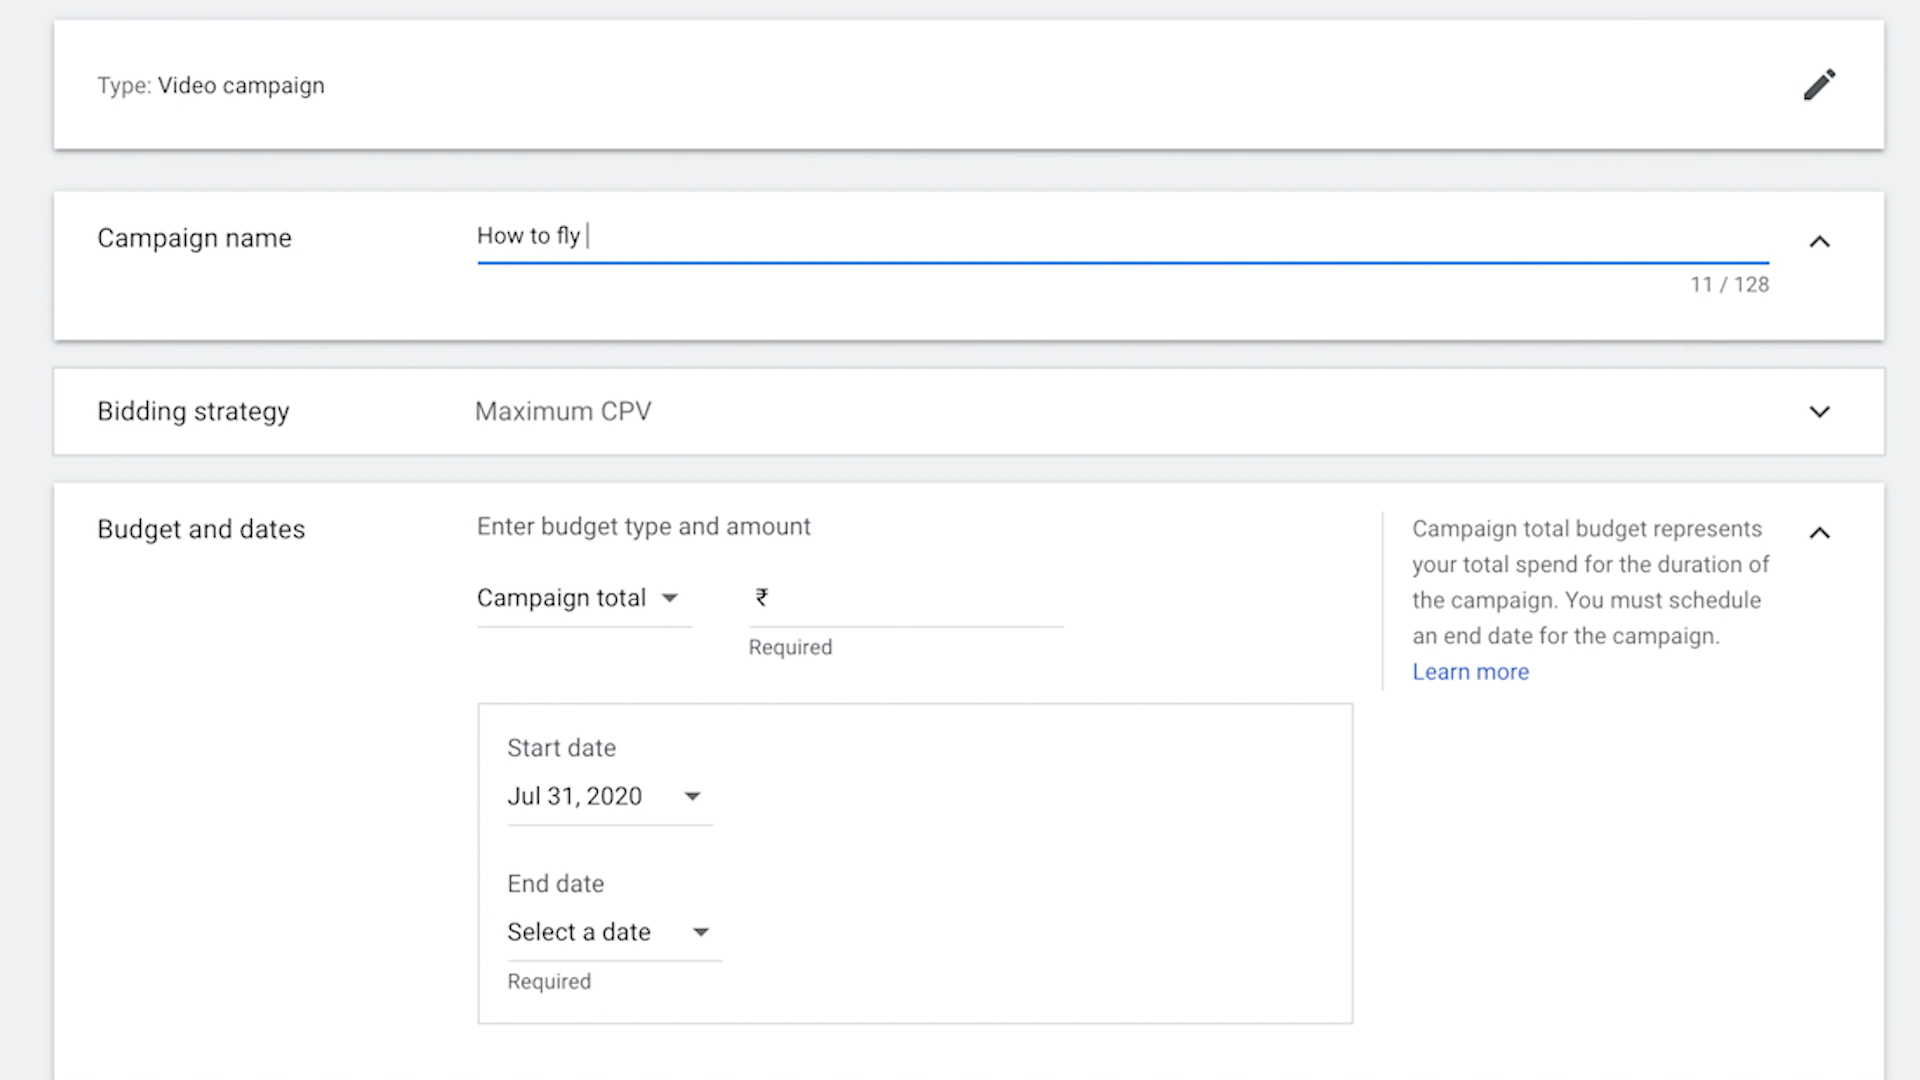 Type: Video campaign
Campaign name
How to fly
11 / 128
Bidding strategy
Maximum CPV
Budget and dates
Enter budget type and amount
Campaign total
₹
Required
Campaign total budget represents
your total spend for the duration of
the campaign. You must schedule
an end date for the campaign.
Learn more
Start date
Jul 31, 2020
End date
Select a date
Required